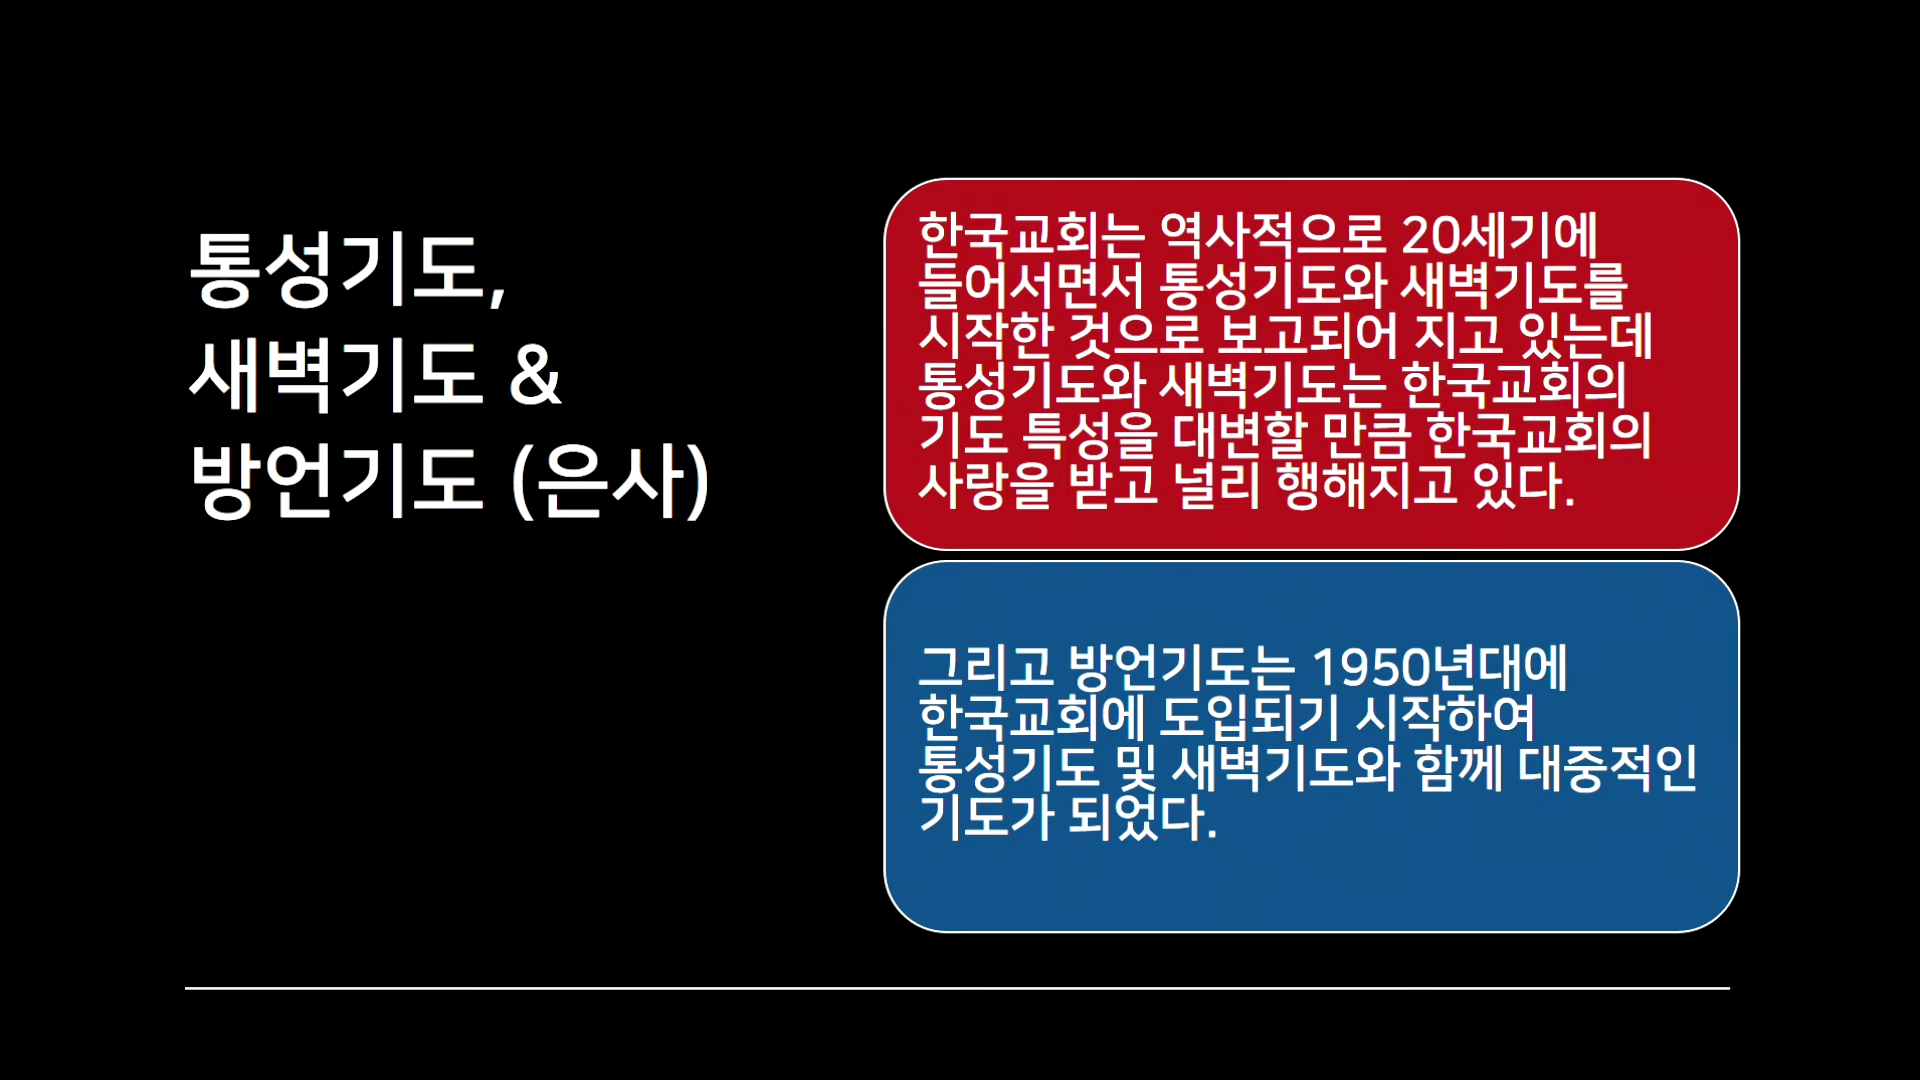 통성기도,
새벽기도 &
방언기도 (은사)
한국교회는 역사적으로 20세기에
들어서면서 통성기도와 새벽기도를
시작한 것으로 보고되어 지고 있는데
통성기도와 새벽기도는 한국교회의
기도 특성을 대변할 만큼 한국교회의
사랑을 받고 널리 행해지고 있다.
그리고 방언기도는 1950년대에
한국교회에 도입되기 시작하여
통성기도 및 새벽기도와 함께 대중적인
기도가 되었다.